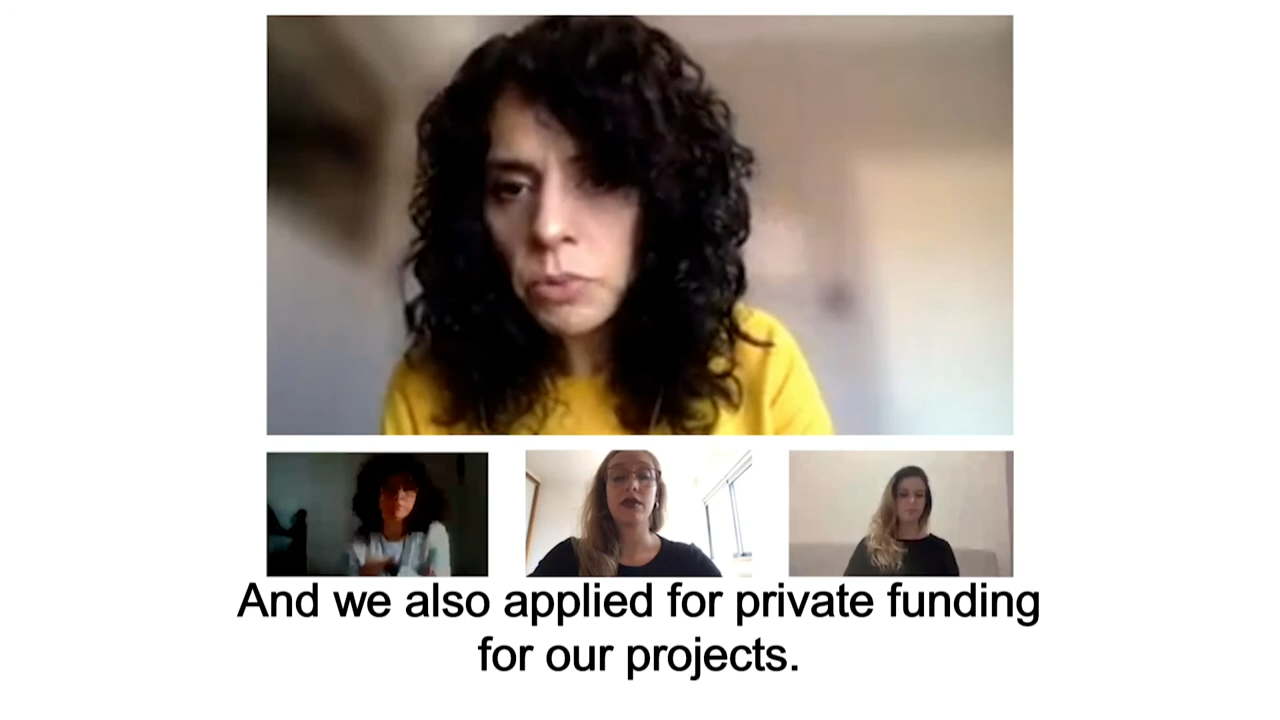 And we also applied for private funding
for our projects.